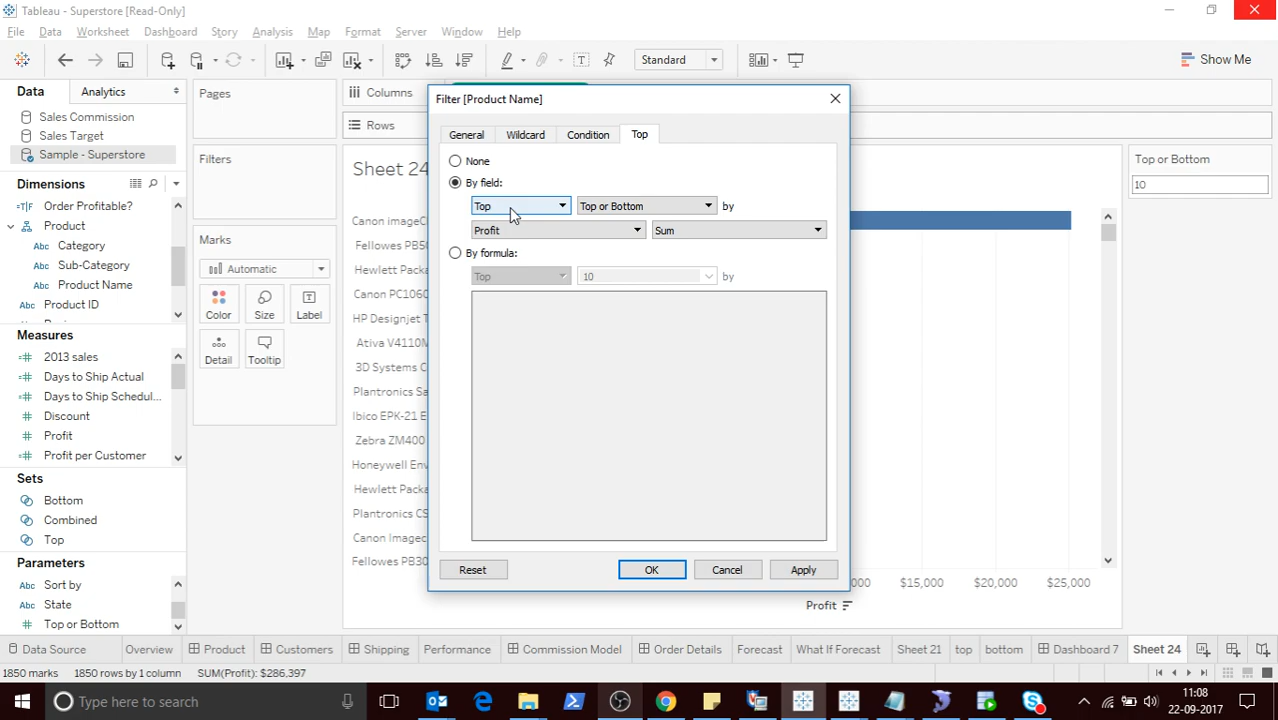 Tableau - Superstore [Read-Only]
File Data Worksheet Dashboard Story Analysis Map Format Server Window Help
Standard
Show Me
Data Analytics
Sales Commission
Sales Target
Sample - Superstore
Dimensions
Order Profitable?
Product
Category
Sub-Category
Product Name
Product ID
Measures
2013 sales
Days to Ship Actual
Days to Ship Schedul...
Discount
Profit
Profit per Customer
Sets
Bottom
Combined
Top
Parameters
Sort by
State
Top or Bottom
Pages
Filters
Marks
Automatic
Color Size Label
Detail Tooltip
Columns
Rows
Sheet 24
Canon imageC
Fellowes PB50
Hewlett Packa
Canon PC1060
HP Designjet T
Ativa V4110M
3D Systems C
Plantronics Sa
Ibico EPK-21 E
Zebra ZM400
Honeywell Env
Hewlett Packa
Plantronics CS
Canon Imagec
Fellowes PB30
Filter [Product Name]
General Wildcard Condition Top
None
By field:
Top Top or Bottom by
Profit Sum
By formula:
Top 10 by
Reset OK Cancel Apply
$15,000 $20,000 $25,000
Profit
Top or Bottom
10
Data Source Overview Product Customers Shipping Performance Commission Model Order Details Forecast What If Forecast Sheet 21 top bottom Dashboard 7 Sheet 24
1850 marks 1850 rows by 1 column SUM(Profit): $286,397
Type here to search
11:08
22-09-2017